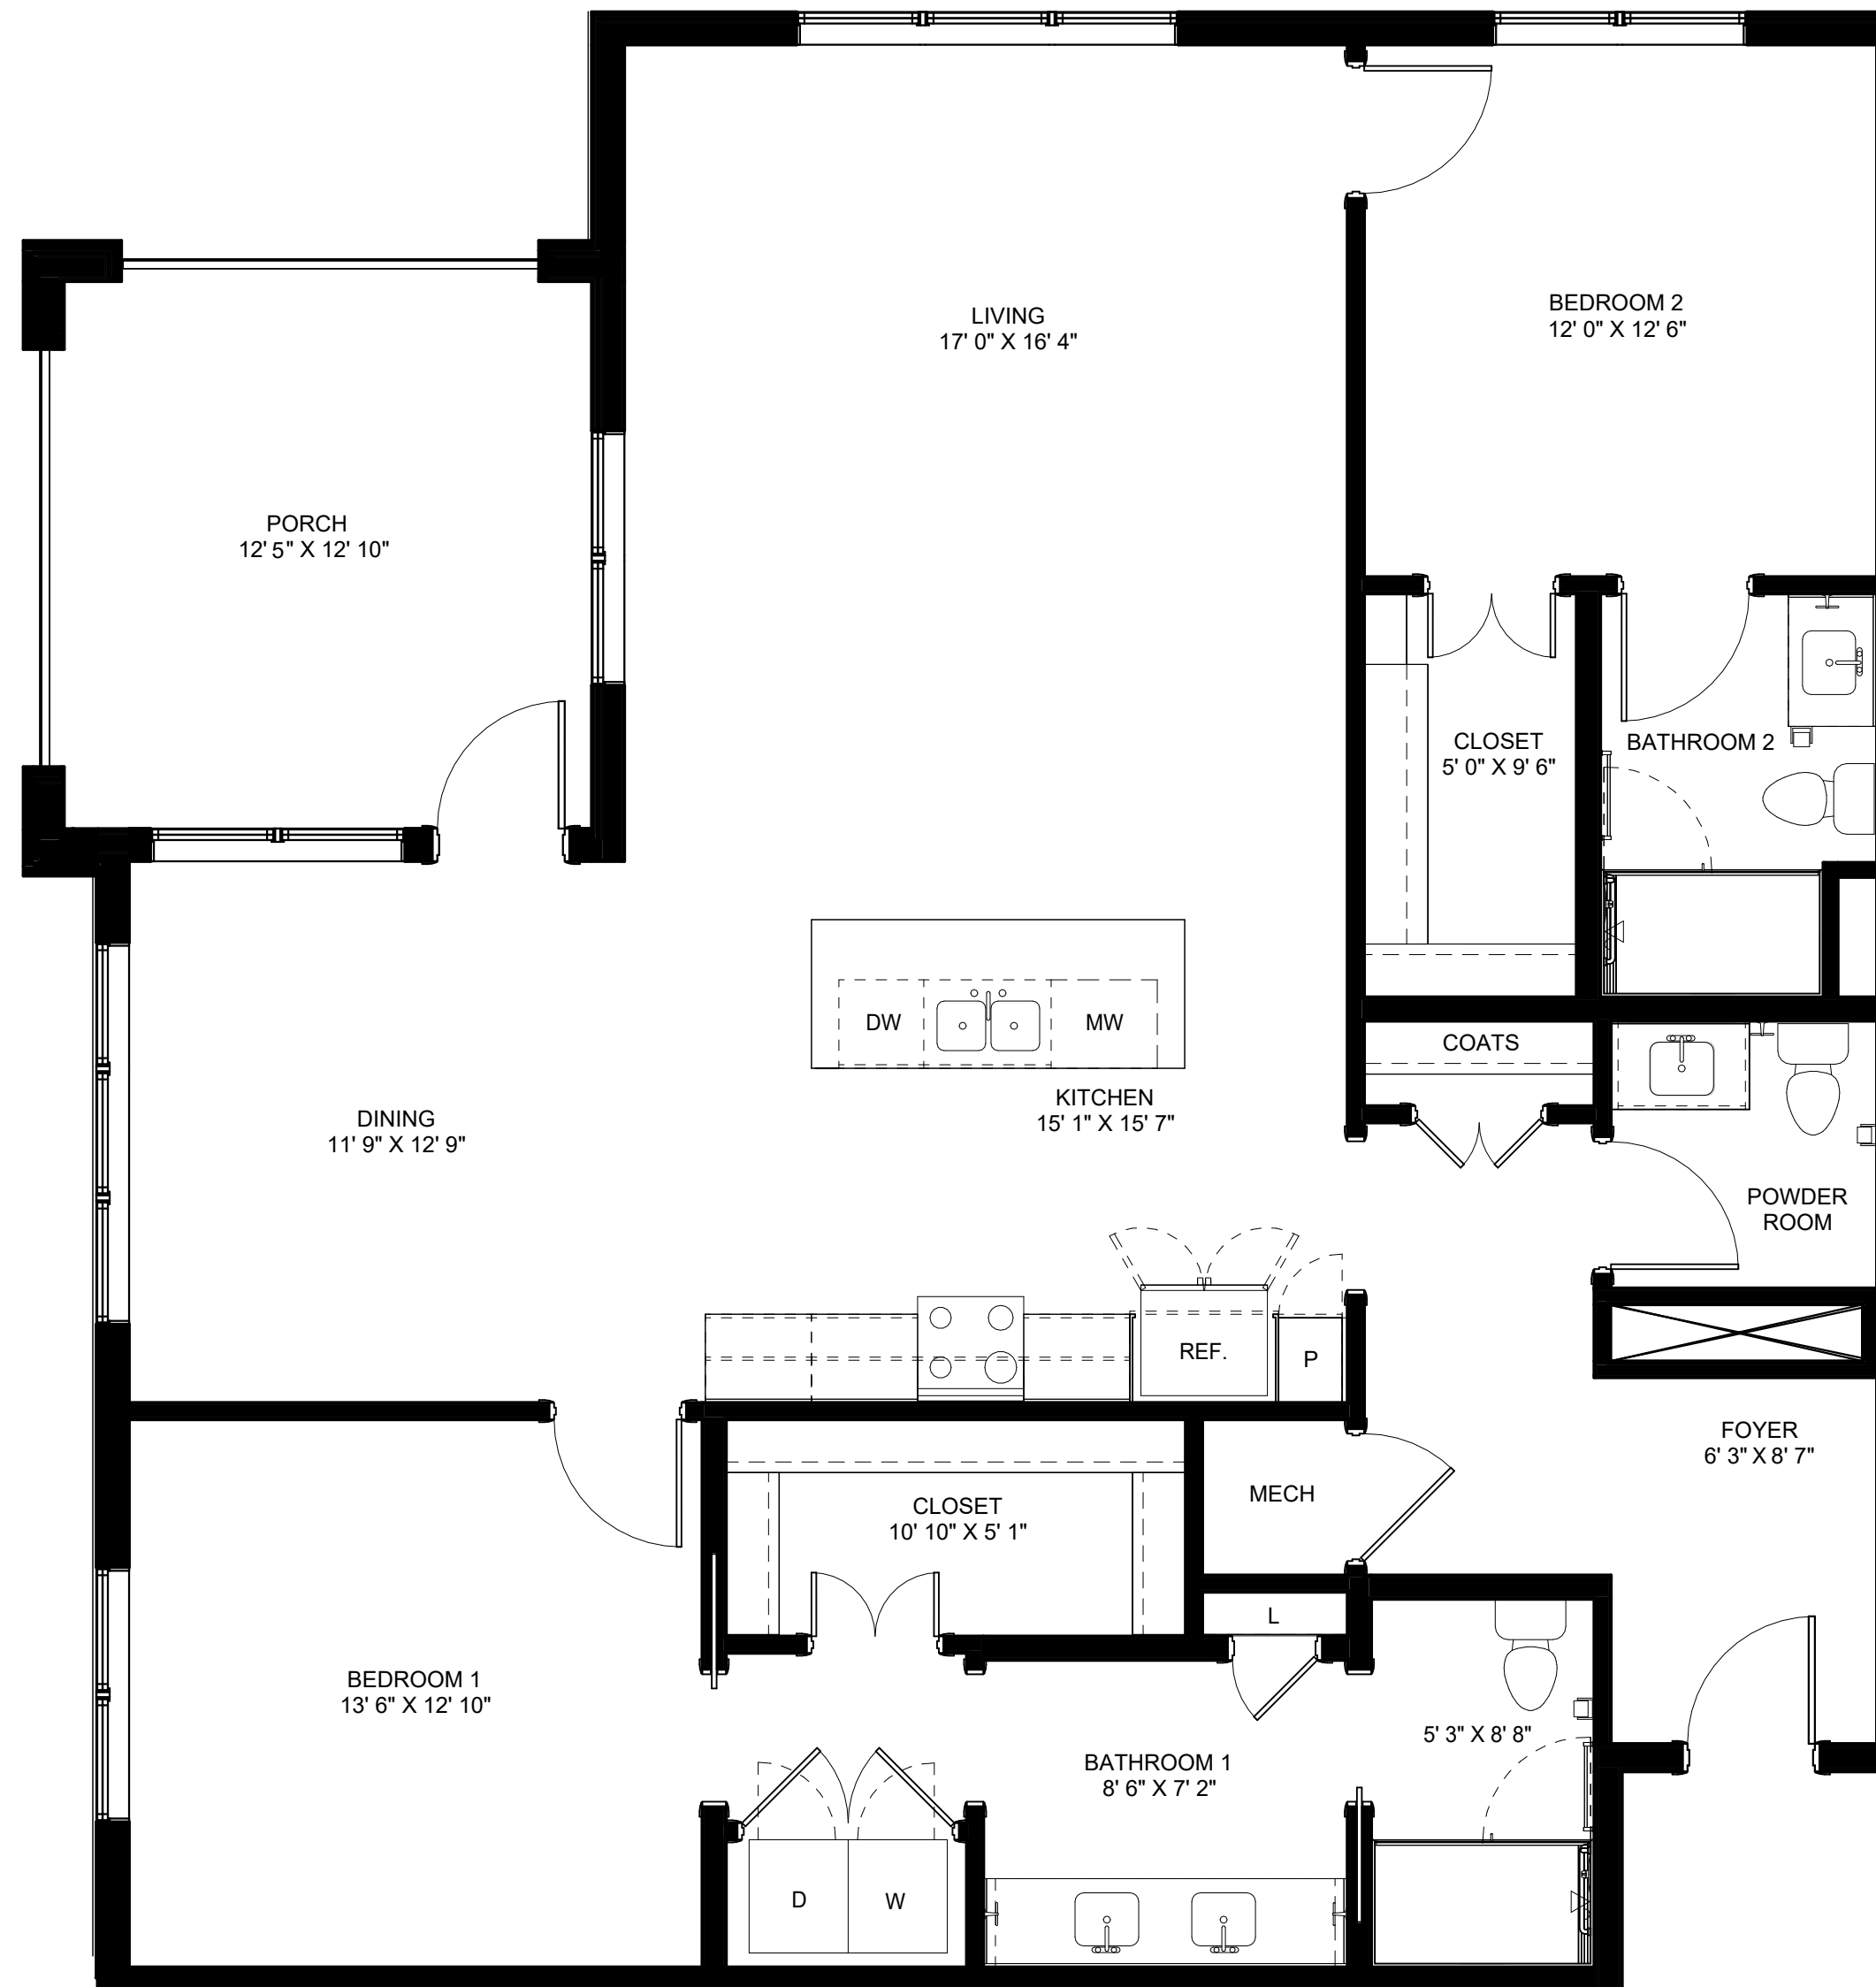 LIVING
17' 0" X 16' 4"
BEDROOM 2
12' 0" X 12' 6"
PORCH
12' 5" X 12' 10"
CLOSET
5' 0" X 9' 6"
BATHROOM 2
DW
MW
COATS
KITCHEN
15' 1" X 15' 7"
DINING
11' 9" X 12' 9"
POWDER
ROOM
REF.
P
FOYER
6' 3" X 8' 7"
MECH
CLOSET
10' 10" X 5' 1"
L
BEDROOM 1
13' 6" X 12' 10"
5' 3" X 8' 8"
BATHROOM 1
8' 6" X 7' 2"
D
W